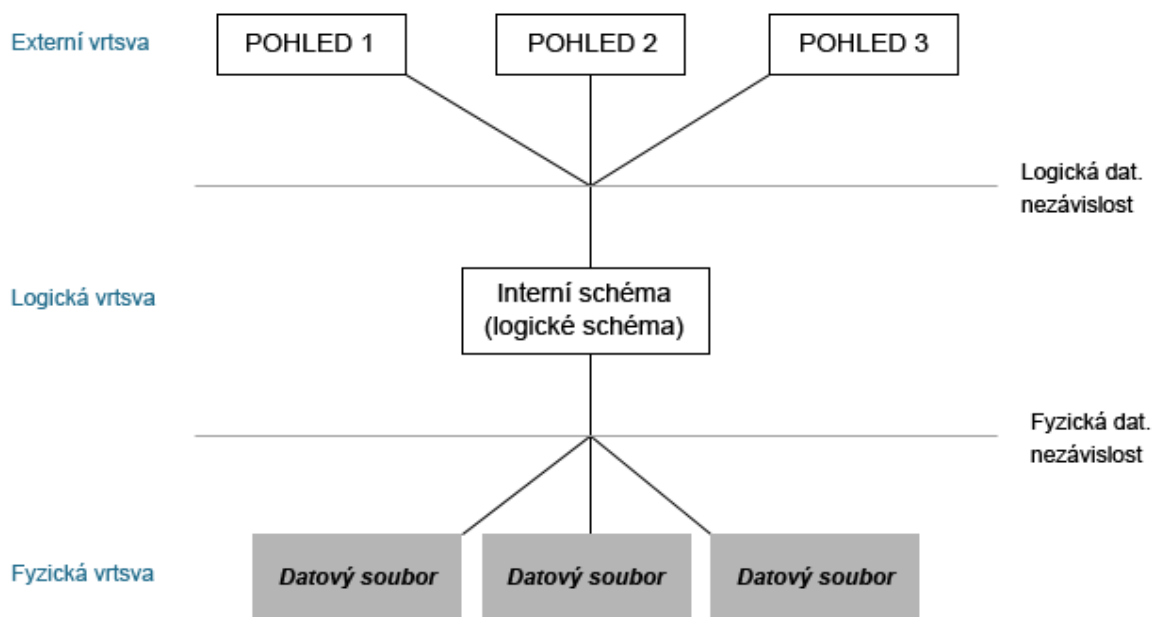 Externí vrtsva
POHLED 1
POHLED 2
POHLED 3
Logická dat.
nezávislost
Logická vrtsva
Interní schéma
(logické schéma)
Fyzická dat.
nezávislost
Fyzická vrtsva
Datový soubor
Datový soubor
Datový soubor